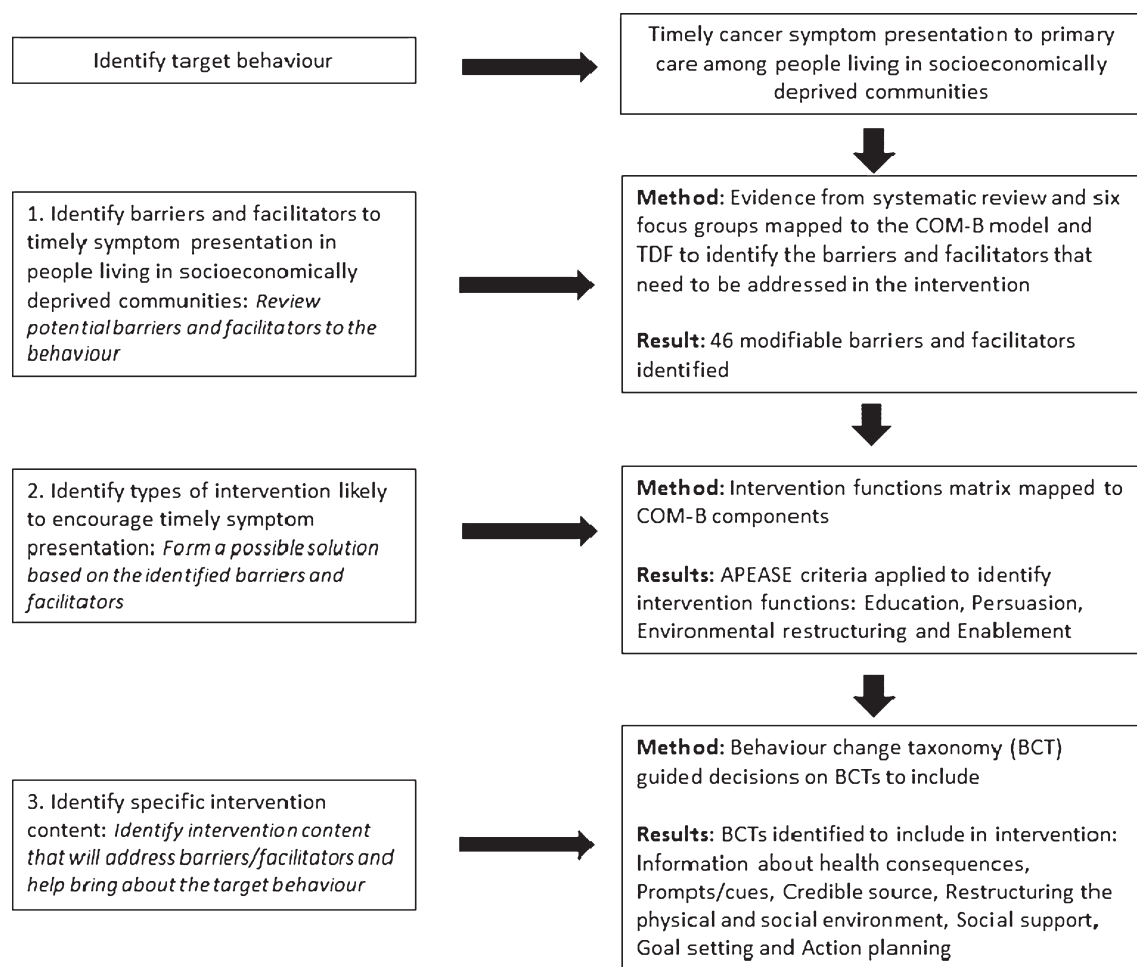 Identify target behaviour
Timely cancer symptom presentation to primary
care among people living in socioeconomically
deprived communities
1. Identify barriers and facilitators to
timely symptom presentation in
people living in socioeconomically
deprived communities: Review
potential barriers and facilitators to the
behaviour
Method: Evidence from systematic review and six
focus groups mapped to the COM-B model and
TDF to identify the barriers and facilitators that
need to be addressed in the intervention
Result: 46 modifiable barriers and facilitators
identified
2. Identify types of intervention likely
to encourage timely symptom
presentation: Form a possible solution
based on the identified barriers and
facilitators
Method: Intervention functions matrix mapped to
COM-B components
Results: APEASE criteria applied to identify
intervention functions: Education, Persuasion,
Environmental restructuring and Enablement
3. Identify specific intervention
content: Identify intervention content
that will address barriers/facilitators and
help bring about the target behaviour
Method: Behaviour change taxonomy (BCT)
guided decisions on BCTs to include
Results: BCTs identified to include in intervention:
Information about health consequences,
Prompts/cues, Credible source, Restructuring the
physical and social environment, Social support,
Goal setting and Action planning